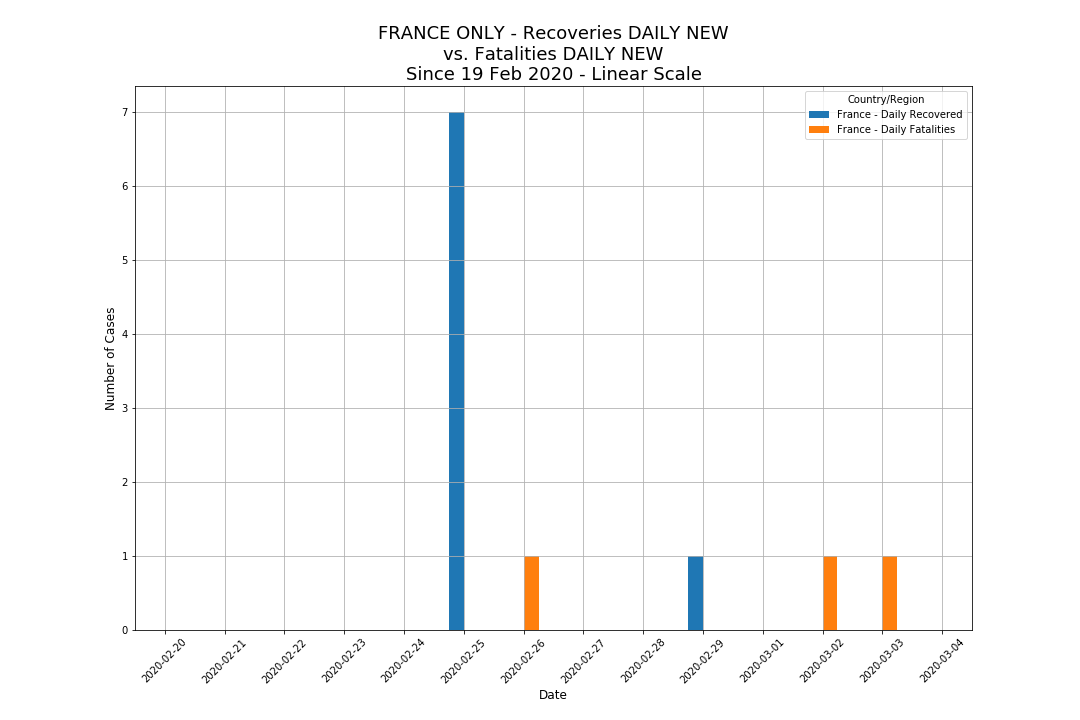 FRANCE ONLY - Recoveries DAILY NEW
vs. Fatalities DAILY NEW
Since 19 Feb 2020 - Linear Scale
Country/Region
France - Daily Recovered
France - Daily Fatalities
Number of Cases
7
6
5
4
3
2
1
0
2020-02-20
2020-02-21
2020-02-22
2020-02-23
2020-02-24
2020-02-25
2020-02-26
2020-02-27
2020-02-28
2020-02-29
2020-03-01
2020-03-02
2020-03-03
2020-03-04
Date